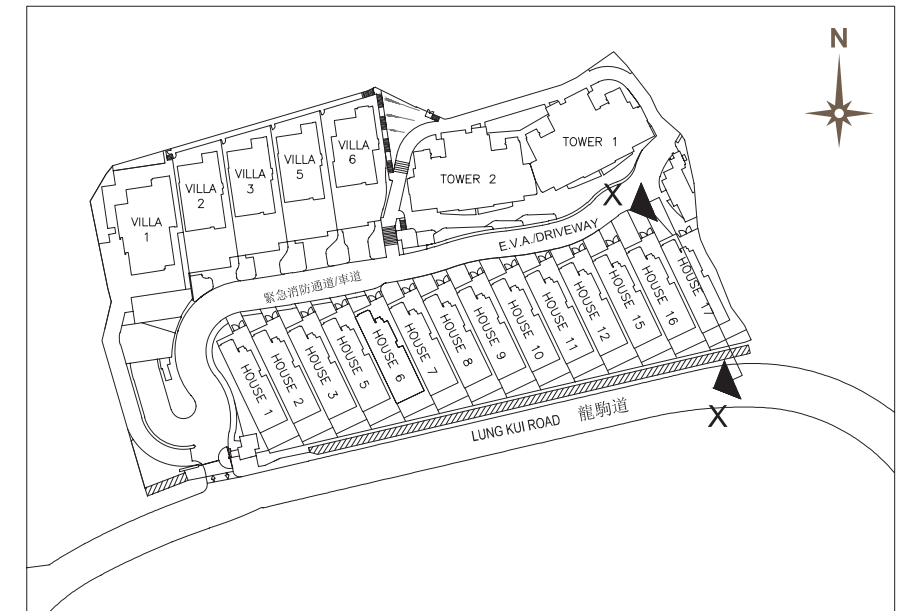 N
TOWER 1
TOWER 2
VILLA
6
VILLA
5
VILLA
3
VILLA
2
VILLA
1
X
E.V.A./DRIVEWAY
緊急消防通道/車道
HOUSE 1
HOUSE 2
HOUSE 3
HOUSE 5
HOUSE 6
HOUSE 7
HOUSE 8
HOUSE 9
HOUSE 10
HOUSE 11
HOUSE 12
HOUSE 15
HOUSE 16
HOUSE 17
X
LUNG KUI ROAD 龍駒道